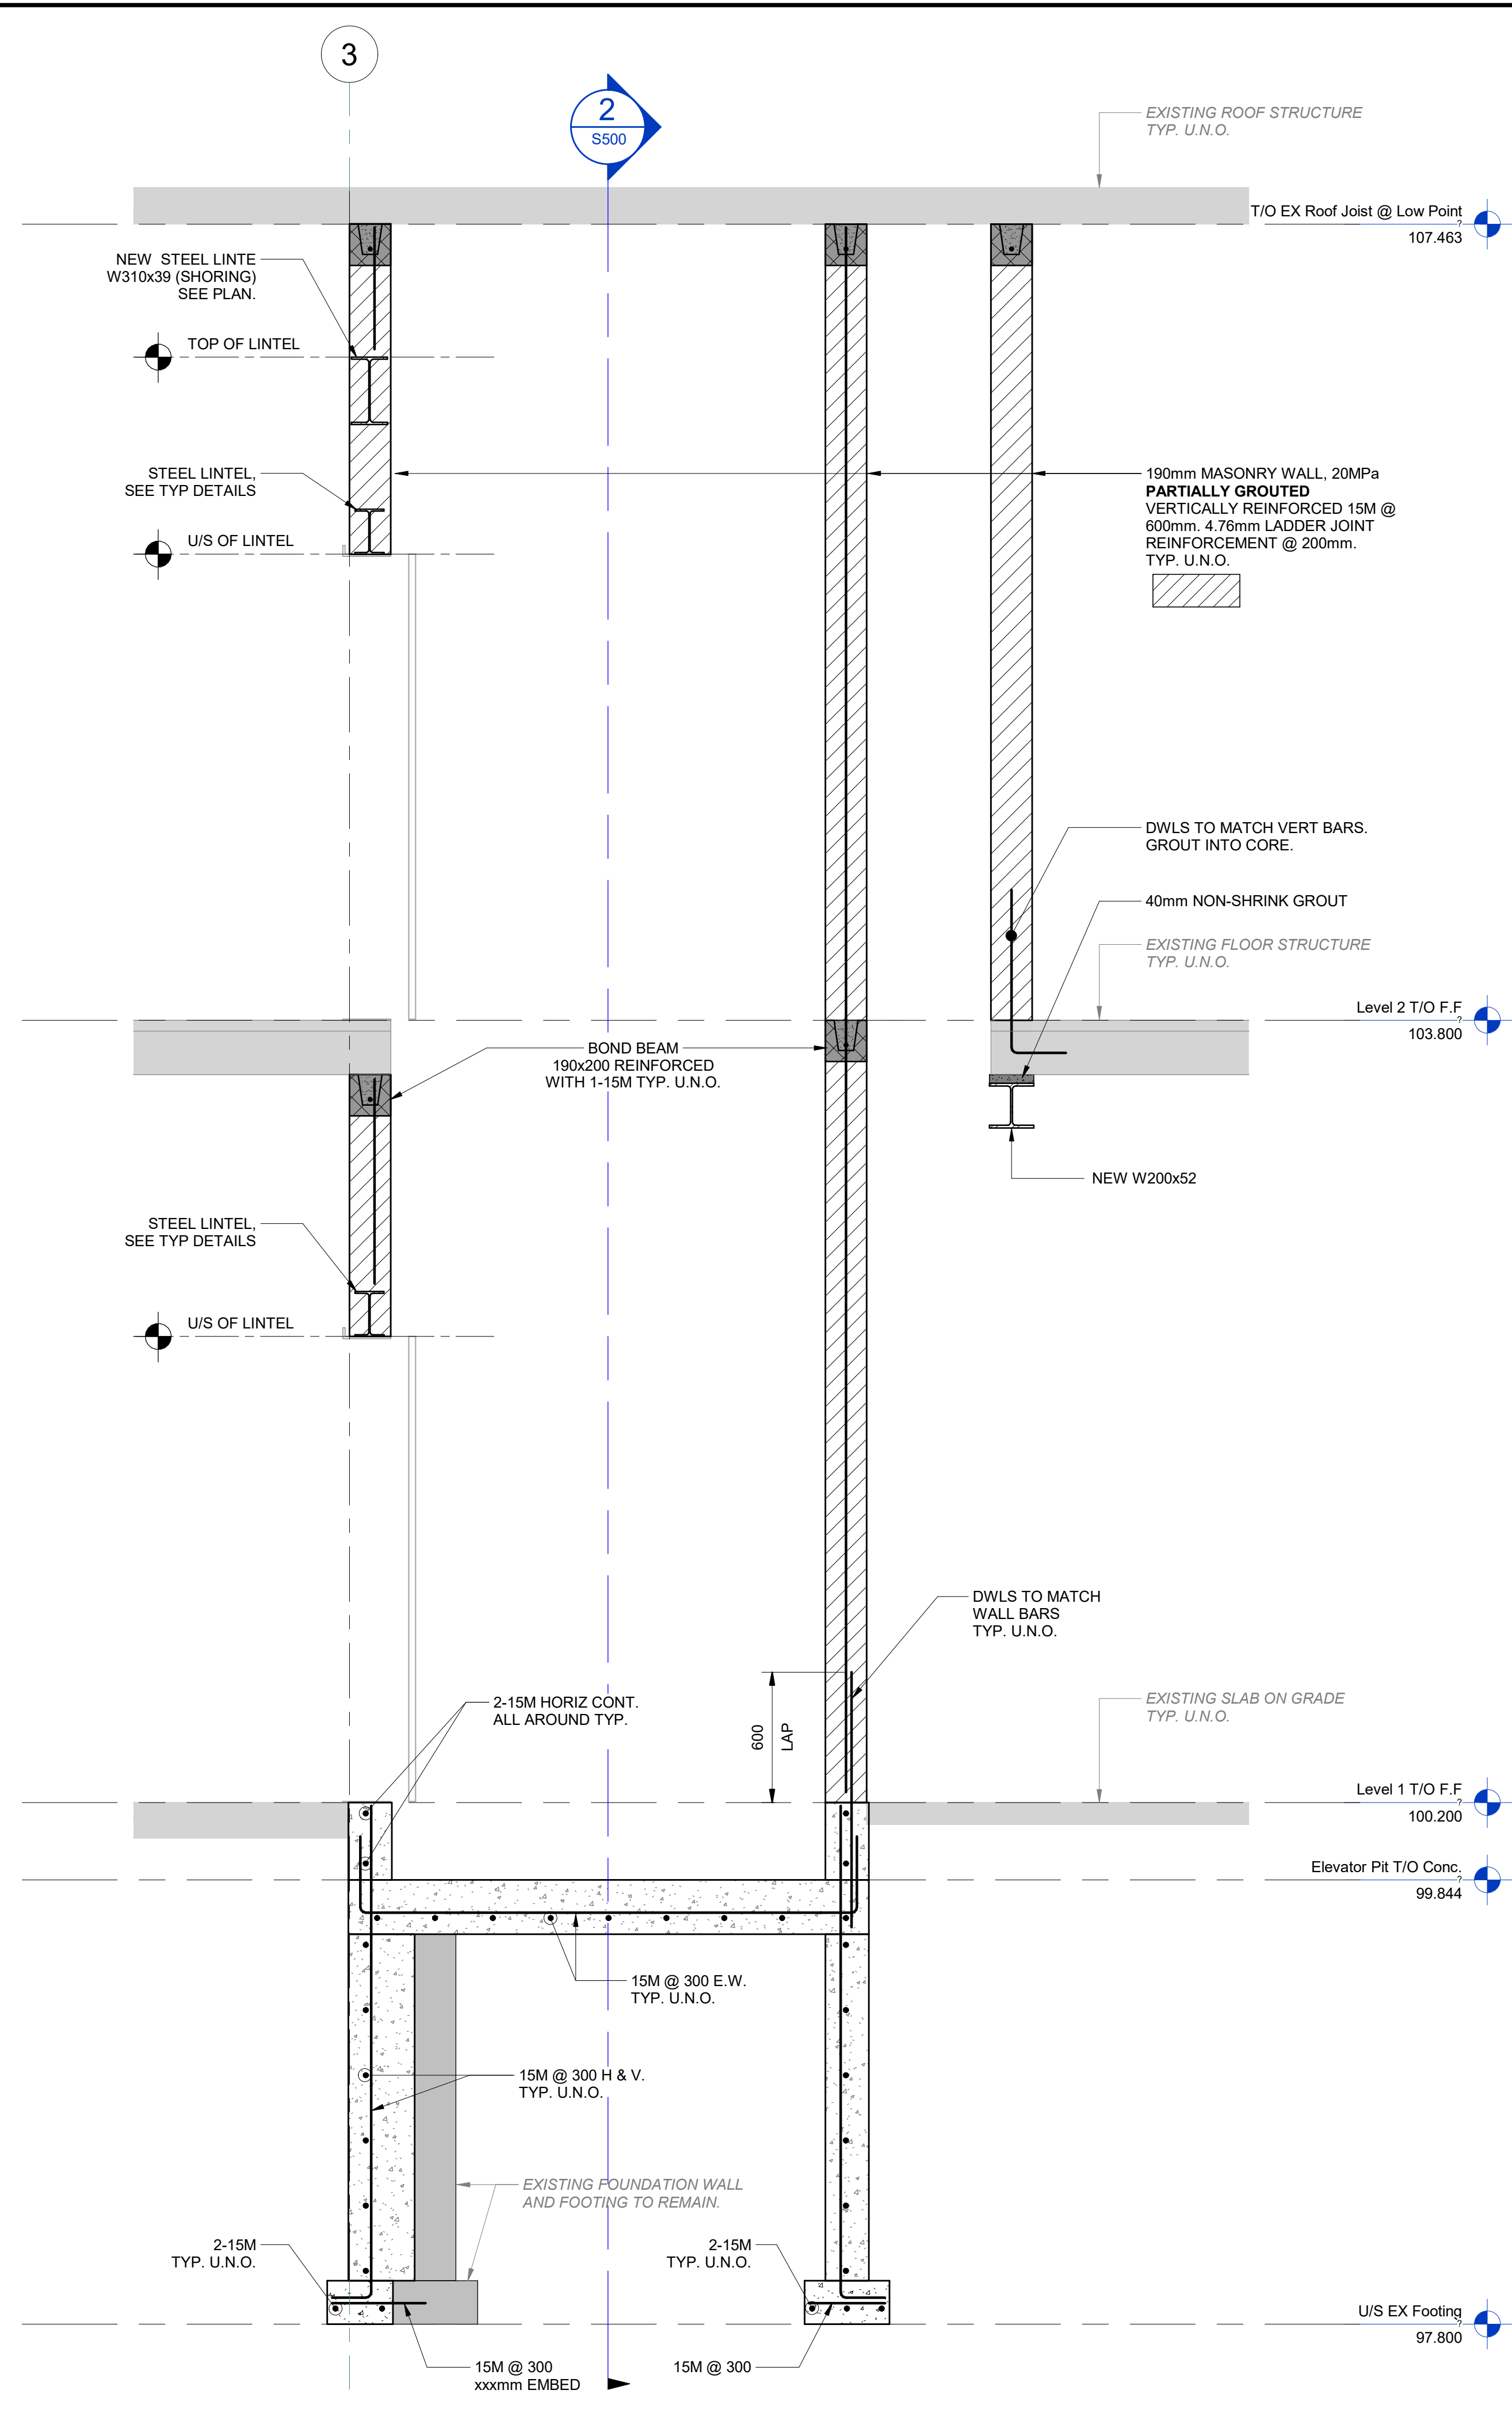 3
2
S500
EXISTING ROOF STRUCTURE
TYP. U.N.O.
T/O EX Roof Joist @ Low Point
?
107.463
NEW  STEEL LINTE
W310x39 (SHORING)
SEE PLAN.
TOP OF LINTEL
STEEL LINTEL,
SEE TYP DETAILS
190mm MASONRY WALL, 20MPa
PARTIALLY GROUTED
VERTICALLY REINFORCED 15M @
600mm. 4.76mm LADDER JOINT
REINFORCEMENT @ 200mm.
TYP. U.N.O.
U/S OF LINTEL
DWLS TO MATCH VERT BARS.
GROUT INTO CORE.
40mm NON-SHRINK GROUT
EXISTING FLOOR STRUCTURE
TYP. U.N.O.
Level 2 T/O F.F
?
103.800
BOND BEAM
190x200 REINFORCED
WITH 1-15M TYP. U.N.O.
NEW W200x52
STEEL LINTEL,
SEE TYP DETAILS
U/S OF LINTEL
DWLS TO MATCH
WALL BARS
TYP. U.N.O.
2-15M HORIZ CONT.
ALL AROUND TYP.
600
LAP
EXISTING SLAB ON GRADE
TYP. U.N.O.
Level 1 T/O F.F
?
100.200
Elevator Pit T/O Conc.
?
99.844
15M @ 300 E.W.
TYP. U.N.O.
15M @ 300 H & V.
TYP. U.N.O.
EXISTING FOUNDATION WALL
AND FOOTING TO REMAIN.
2-15M
TYP. U.N.O.
2-15M
TYP. U.N.O.
U/S EX Footing
?
97.800
15M @ 300
xxxmm EMBED
15M @ 300